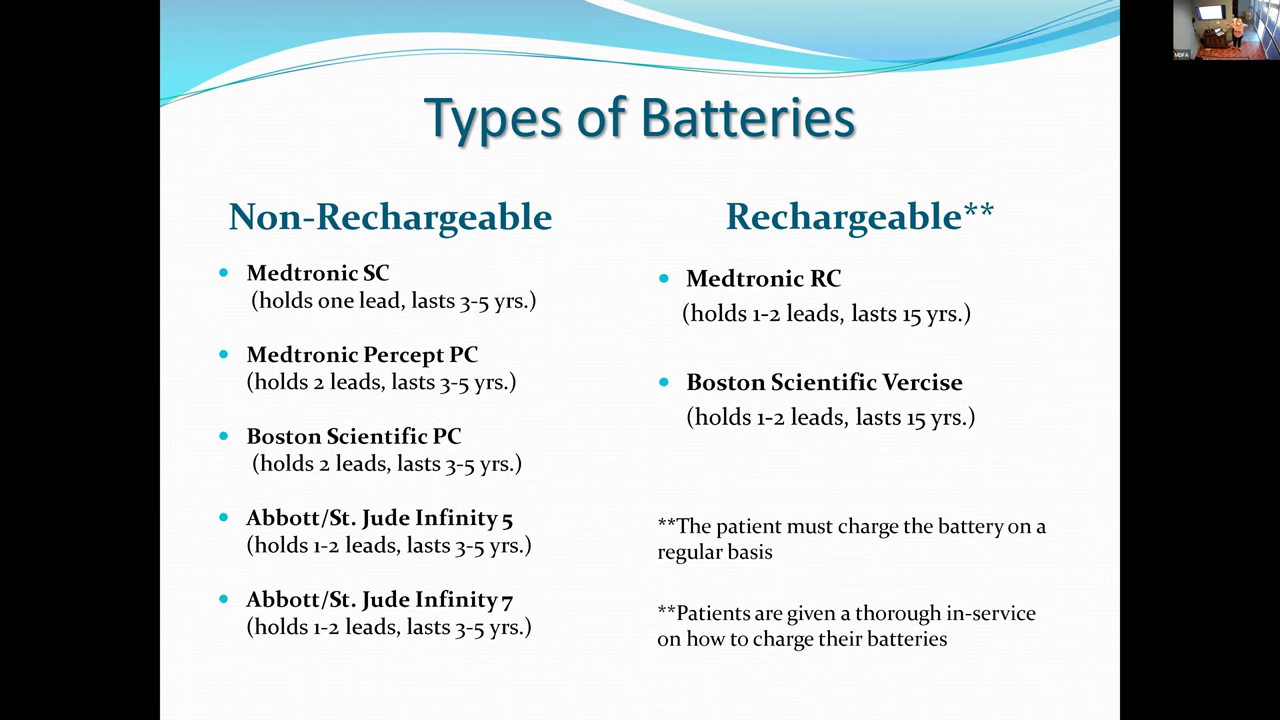 Types of Batteries
Non-Rechargeable
• Medtronic SC
(holds one lead, lasts 3-5 yrs.)
• Medtronic Percept PC
(holds 2 leads, lasts 3-5 yrs.)
• Boston Scientific PC
(holds 2 leads, lasts 3-5 yrs.)
• Abbott/St. Jude Infinity 5
(holds 1-2 leads, lasts 3-5 yrs.)
• Abbott/St. Jude Infinity 7
(holds 1-2 leads, lasts 3-5 yrs.)
Rechargeable**
• Medtronic RC
(holds 1-2 leads, lasts 15 yrs.)
• Boston Scientific Vercise
(holds 1-2 leads, lasts 15 yrs.)
**The patient must charge the battery on a
regular basis
**Patients are given a thorough in-service
on how to charge their batteries
MDFA